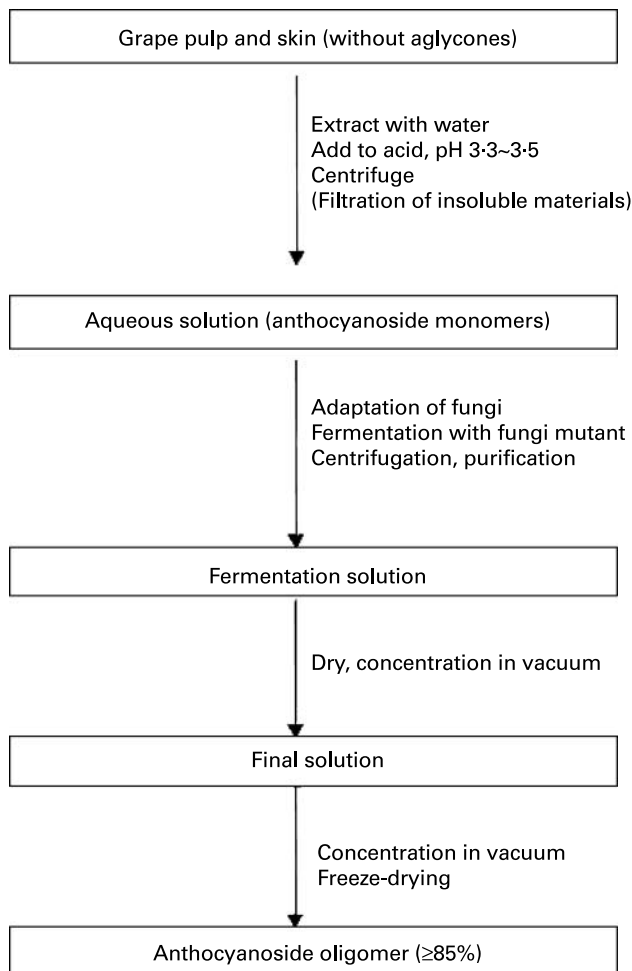 Grape pulp and skin (without aglycones)
Extract with water
Add to acid, pH 3·3~3·5
Centrifuge
(Filtration of insoluble materials)
Aqueous solution (anthocyanoside monomers)
Adaptation of fungi
Fermentation with fungi mutant
Centrifugation, purification
Fermentation solution
Dry, concentration in vacuum
Final solution
Concentration in vacuum
Freeze-drying
Anthocyanoside oligomer (≥85%)